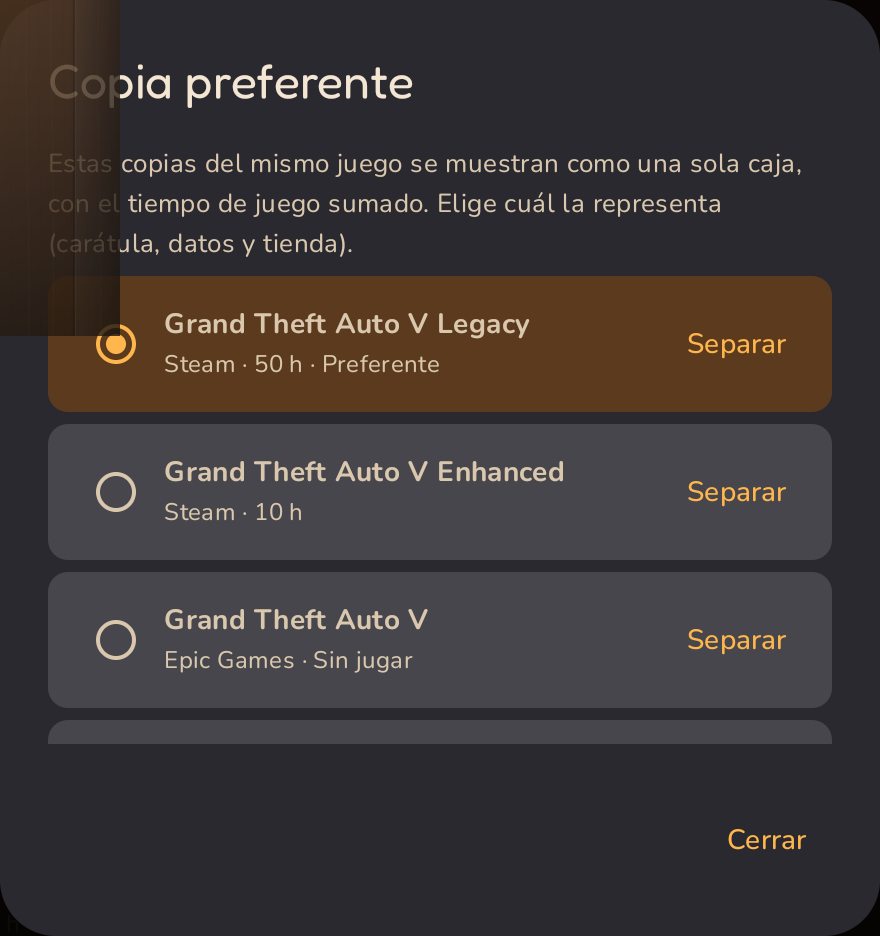 Copia preferente
Estas copias del mismo juego se muestran como una sola caja,
con el tiempo de juego sumado. Elige cuál la representa
(carátula, datos y tienda).
Grand Theft Auto V Legacy
Steam · 50 h · Preferente
Separar
Grand Theft Auto V Enhanced
Steam · 10 h
Separar
Grand Theft Auto V
Epic Games · Sin jugar
Separar
Cerrar